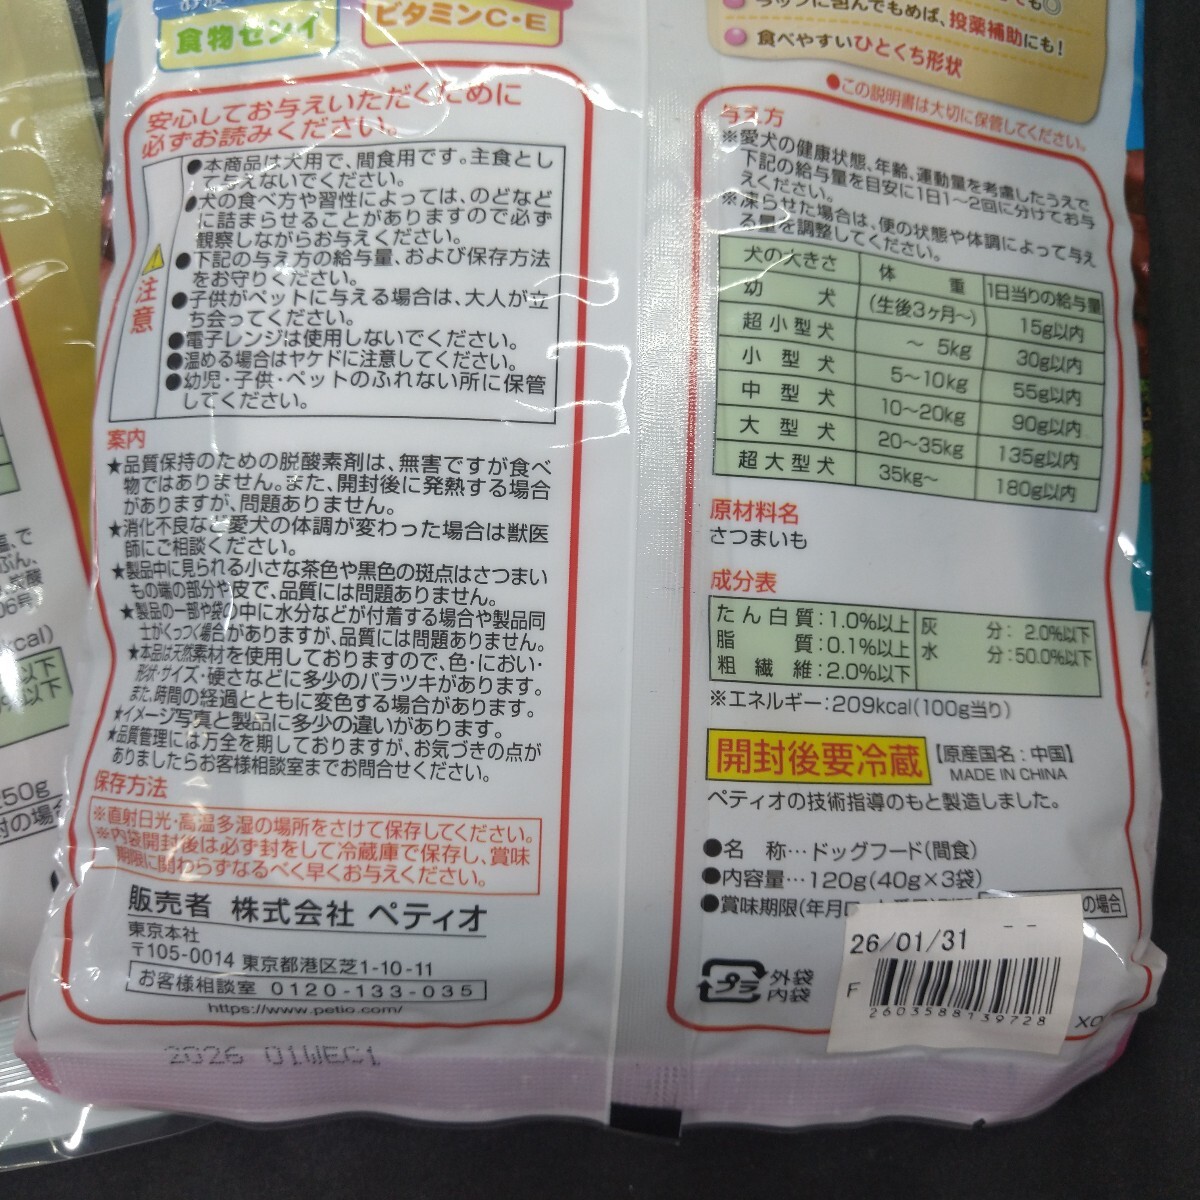 食物センイ
ビタミンC・E
ラップに包んでもめば、投薬補助にも!
食べやすいひとくち形状
安心してお与えいただくために
必ずお読みください。
注意
●本商品は犬用で、間食用です。主食とし
て与えないでください。
●犬の食べ方や習性によっては、のどなど
に詰まらせることがありますので必ず
観察しながらお与えください。
●下記の与え方の給与量、および保存方法
をお守りください。
●子供がペットに与える場合は、大人が立
ち会ってください。
●電子レンジは使用しないでください。
●温める場合はヤケドに注意してください。
●幼児・子供・ペットのふれない所に保管
してください。
案内
★品質保持のための脱酸素剤は、無害ですが食べ
物ではありません。また、開封後に発熱する場合
がありますが、問題ありません。
★消化不良など愛犬の体調が変わった場合は獣医
師にご相談ください。
★製品中に見られる小さな茶色や黒色の斑点はさつまい
もの端の部分や皮で、品質には問題ありません。
★製品の一部や袋の中に水分などが付着する場合や製品同
士がくっつく場合がありますが、品質には問題ありません。
★本品は天然素材を使用しておりますので、色・におい・
形状・サイズ・硬さなどに多少のバラツキがあります。
また、時間の経過とともに変色する場合があります。
★イメージ写真と製品に多少の違いがあります。
★品質管理には万全を期しておりますが、お気づきの点が
ありましたらお客様相談室までお問合せください。
保存方法
※直射日光・高温多湿の場所をさけて保存してください。
※内袋開封後は必ず封をして冷蔵庫で保存し、賞味
期限に関わらずなるべく早くお与えください。
販売者 株式会社 ペティオ
東京本社
〒105-0014 東京都港区芝1-10-11
お客様相談室 0120-133-035
https://www.petio.com/
2026 01WEC1
●この説明書は大切に保管してください。
与え方
※愛犬の健康状態、年齢、運動量を考慮したうえで
下記の給与量を目安に1日1〜2回に分けてお与
えください。
※凍らせた場合は、便の状態や体調によって与え
る量を調整してください。
犬の大きさ 体重 1日当りの給与量
幼犬 (生後3ヶ月〜) 15g以内
超小型犬 〜5kg 30g以内
小型犬 5〜10kg 55g以内
中型犬 10〜20kg 90g以内
大型犬 20〜35kg 135g以内
超大型犬 35kg〜 180g以内
原材料名
さつまいも
成分表
たん白質:1.0%以上 灰分:2.0%以下
脂質:0.1%以上 水分:50.0%以下
粗繊維:2.0%以下
※エネルギー:209kcal(100g当り)
開封後要冷蔵
【原産国名:中国】
MADE IN CHINA
ペティオの技術指導のもと製造しました。
●名 称…ドッグフード(間食)
●内容量…120g(40g×3袋)
●賞味期限(年月
の場合
26/01/31 - -
F
2603588139728
プラ
外袋
内袋